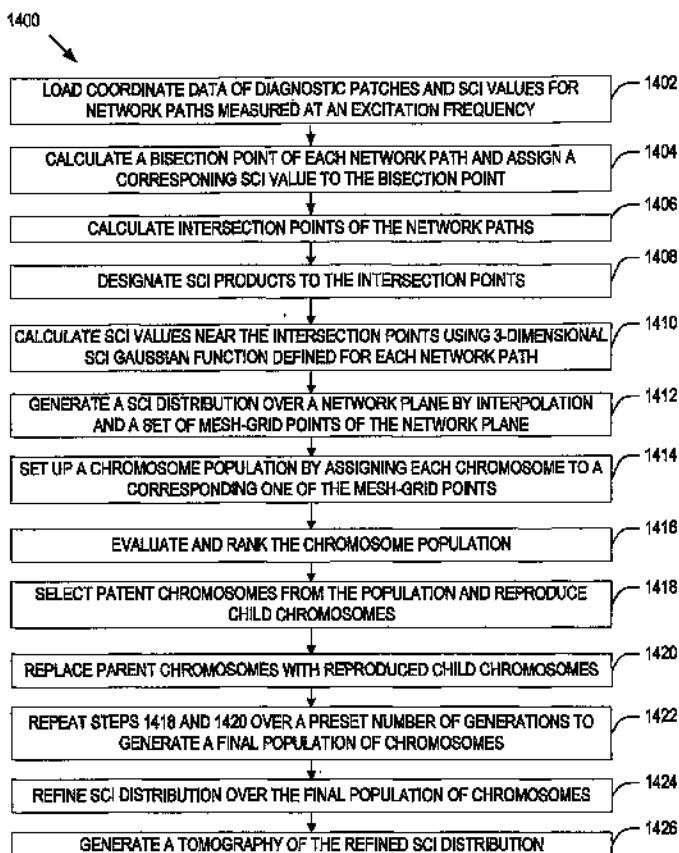 1400
LOAD COORDINATE DATA OF DIAGNOSTIC PATCHES AND SCI VALUES FOR
NETWORK PATHS MEASURED AT AN EXCITATION FREQUENCY
1402
CALCULATE A BISECTION POINT OF EACH NETWORK PATH AND ASSIGN A
CORRESPONING SCI VALUE TO THE BISECTION POINT
1404
CALCULATE INTERSECTION POINTS OF THE NETWORK PATHS
1406
DESIGNATE SCI PRODUCTS TO THE INTERSECTION POINTS
1408
CALCULATE SCI VALUES NEAR THE INTERSECTION POINTS USING 3-DIMENSIONAL
SCI GAUSSIAN FUNCTION DEFINED FOR EACH NETWORK PATH
1410
GENERATE A SCI DISTRIBUTION OVER A NETWORK PLANE BY INTERPOLATION
AND A SET OF MESH-GRID POINTS OF THE NETWORK PLANE
1412
SET UP A CHROMOSOME POPULATION BY ASSIGNING EACH CHROMOSOME TO A
CORRESPONDING ONE OF THE MESH-GRID POINTS
1414
EVALUATE AND RANK THE CHROMOSOME POPULATION
1416
SELECT PATENT CHROMOSOMES FROM THE POPULATION AND REPRODUCE
CHILD CHROMOSOMES
1418
REPLACE PARENT CHROMOSOMES WITH REPRODUCED CHILD CHROMOSOMES
1420
REPEAT STEPS 1418 AND 1420 OVER A PRESET NUMBER OF GENERATIONS TO
GENERATE A FINAL POPULATION OF CHROMOSOMES
1422
REFINE SCI DISTRIBUTION OVER THE FINAL POPULATION OF CHROMOSOMES
1424
GENERATE A TOMOGRAPHY OF THE REFINED SCI DISTRIBUTION
1426